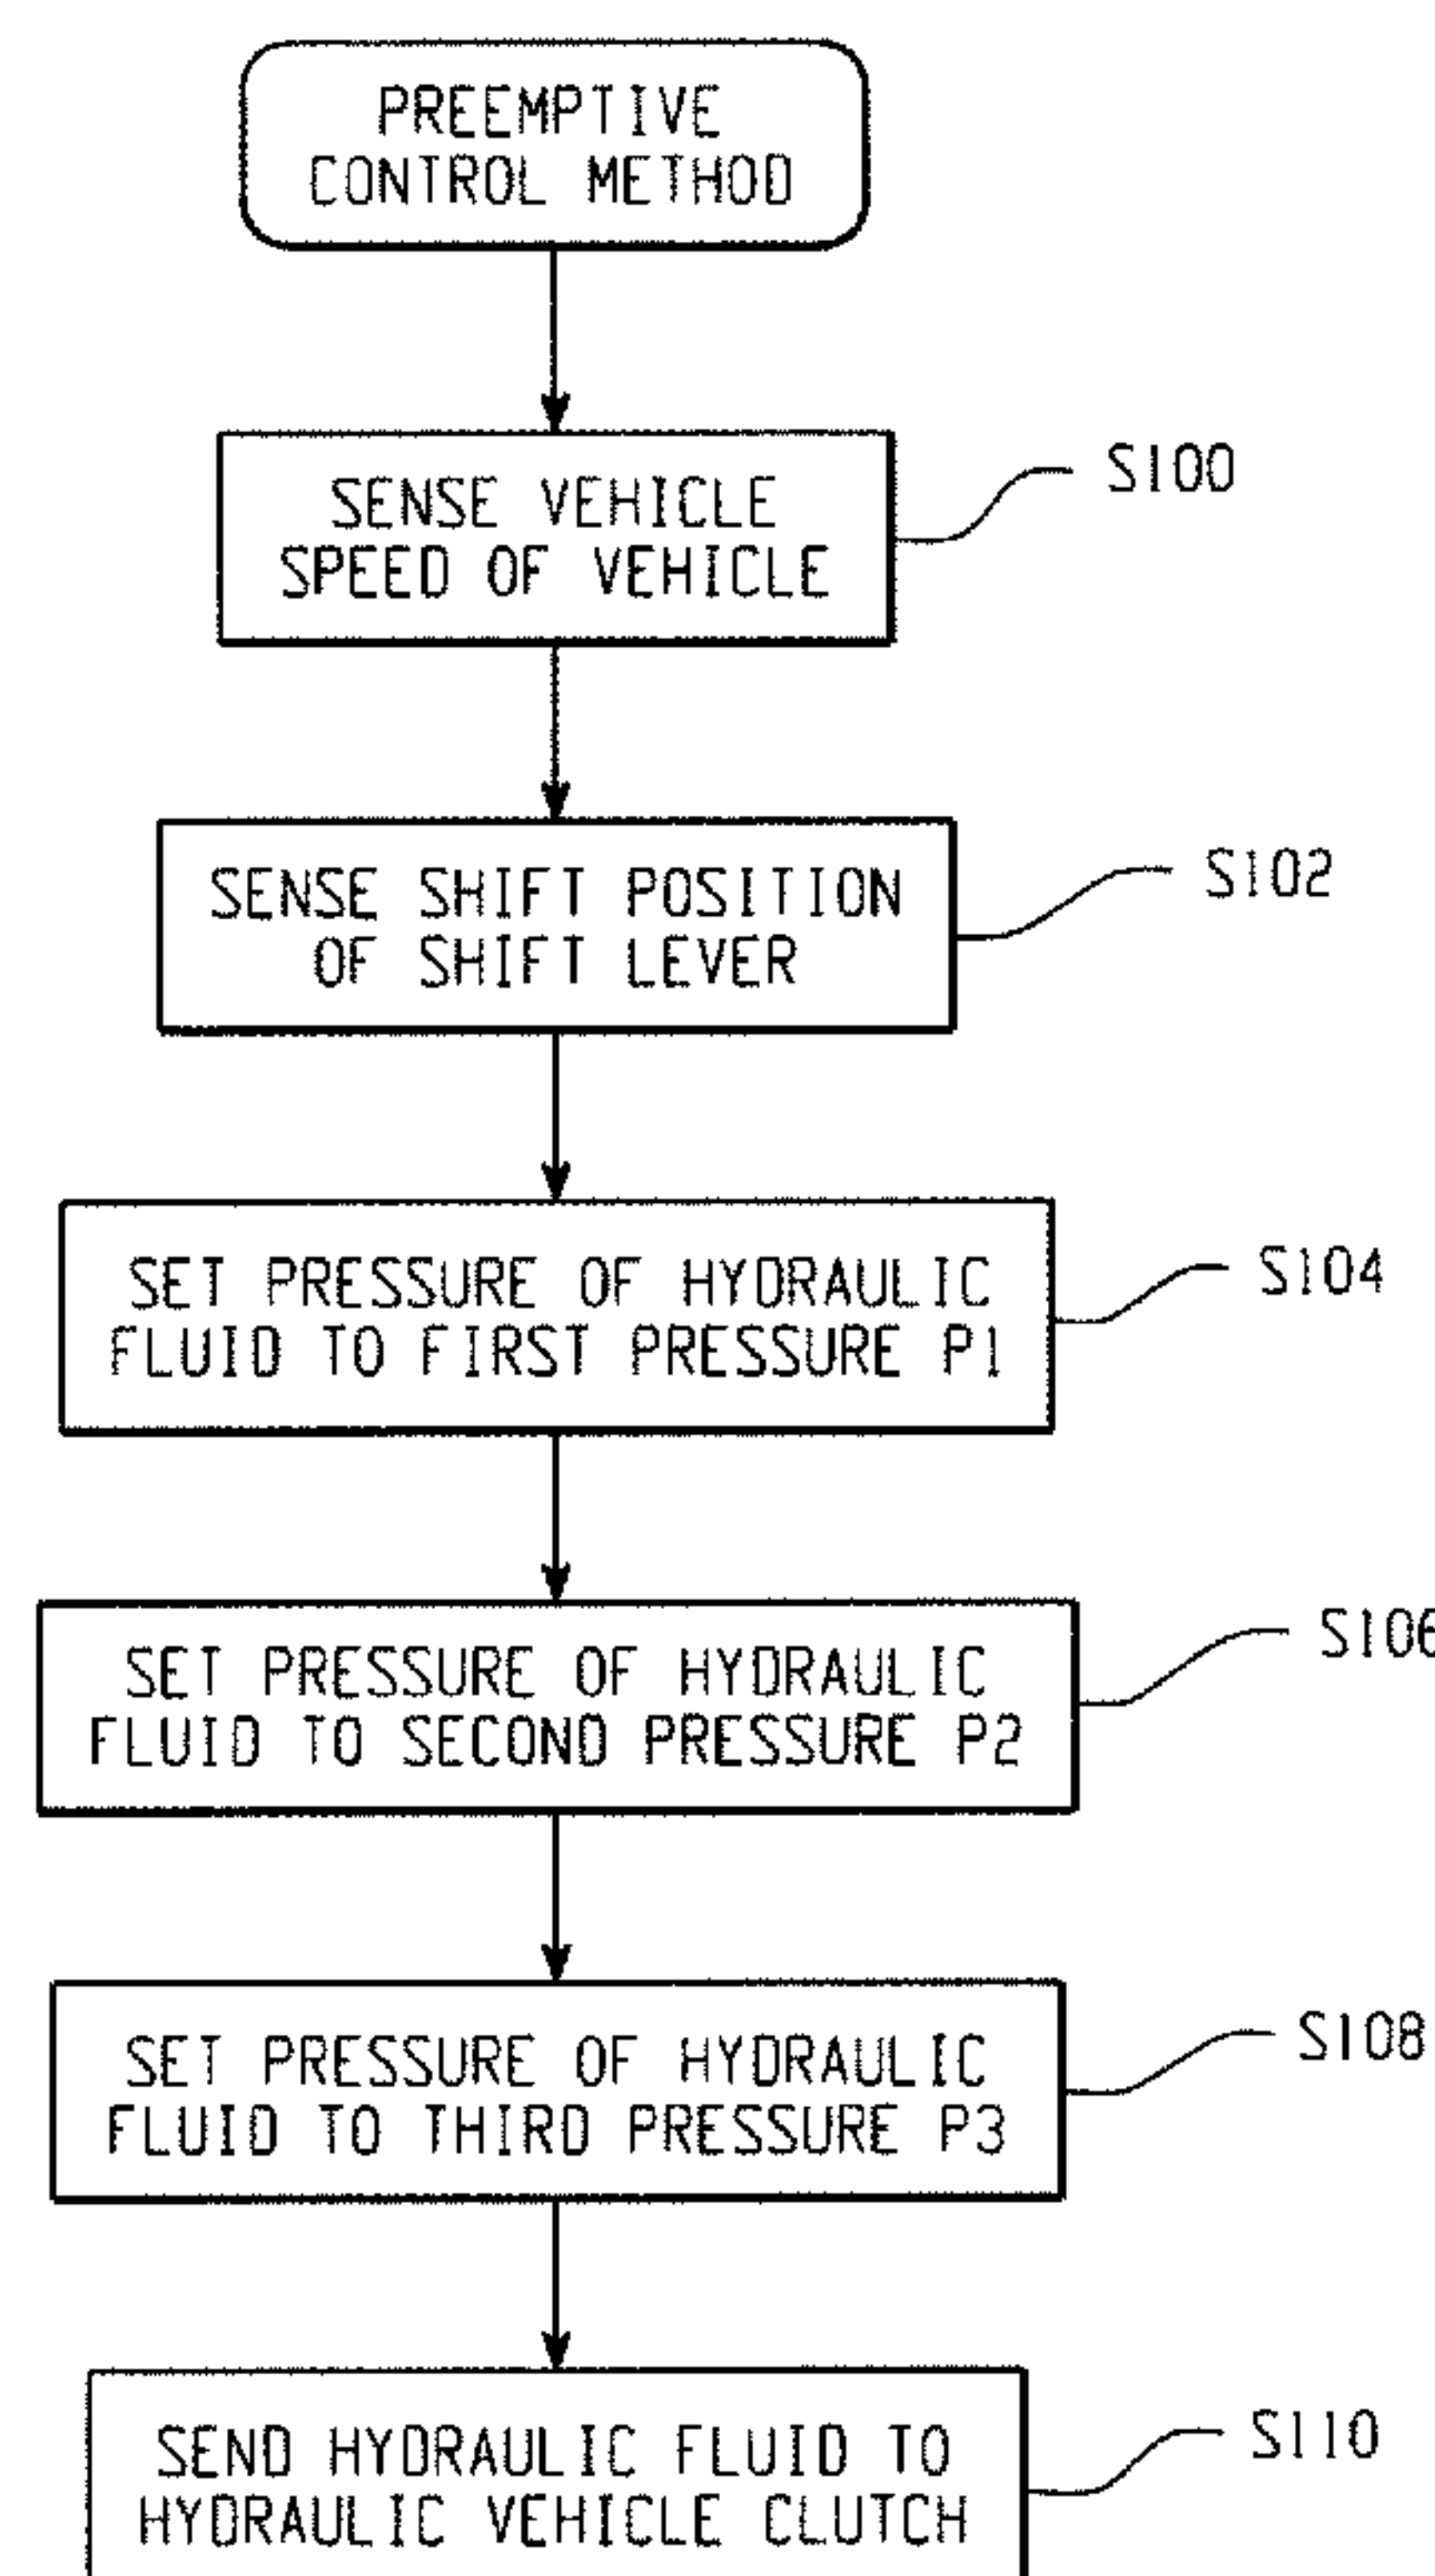 PREEMPTIVE
CONTROL METHOD
SENSE VEHICLE
SPEED OF VEHICLE
S100
SENSE SHIFT POSITION
OF SHIFT LEVER
S102
SET PRESSURE OF HYDRAULIC
FLUID TO FIRST PRESSURE P1
S104
SET PRESSURE OF HYDRAULIC
FLUID TO SECOND PRESSURE P2
S106
SET PRESSURE OF HYDRAULIC
FLUID TO THIRD PRESSURE P3
S108
SEND HYDRAULIC FLUID TO
HYDRAULIC VEHICLE CLUTCH
S110